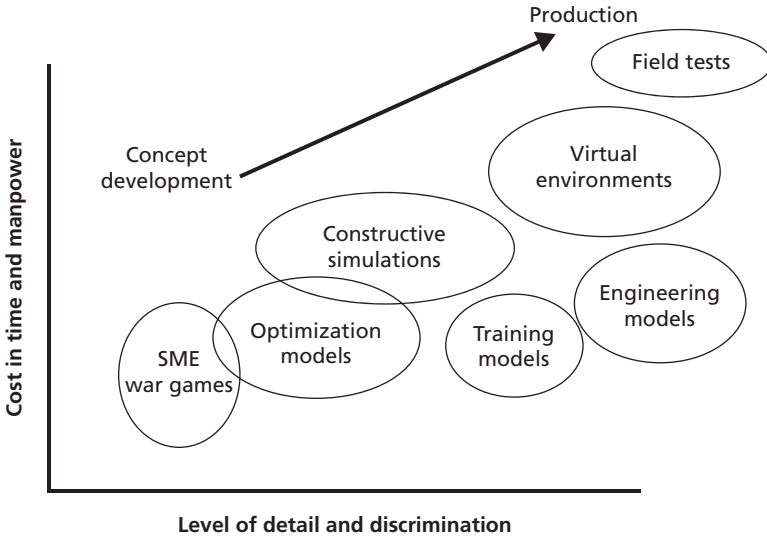 Production
Field tests
Concept
development
Virtual
environments
Constructive
simulations
Engineering
models
Optimization
models
Training
models
SME
war games
Cost in time and manpower
Level of detail and discrimination